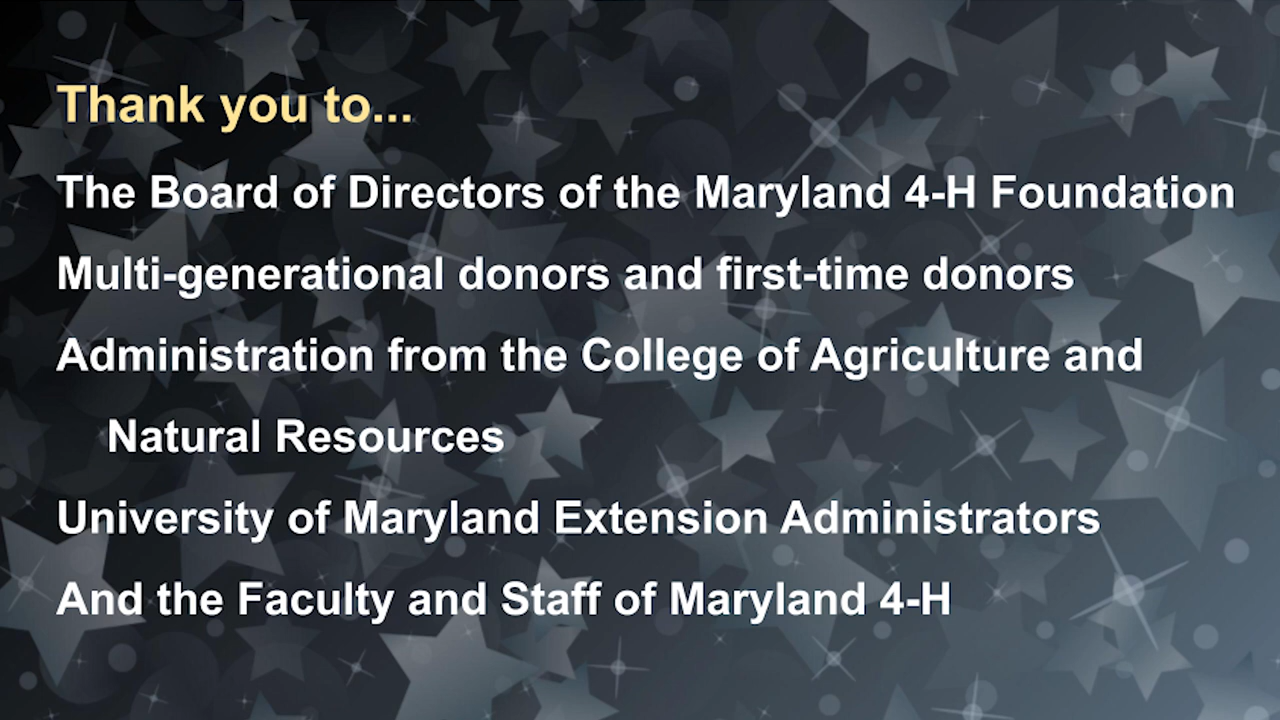 Thank you to...
The Board of Directors of the Maryland 4-H Foundation
Multi-generational donors and first-time donors
Administration from the College of Agriculture and
Natural Resources
University of Maryland Extension Administrators
And the Faculty and Staff of Maryland 4-H